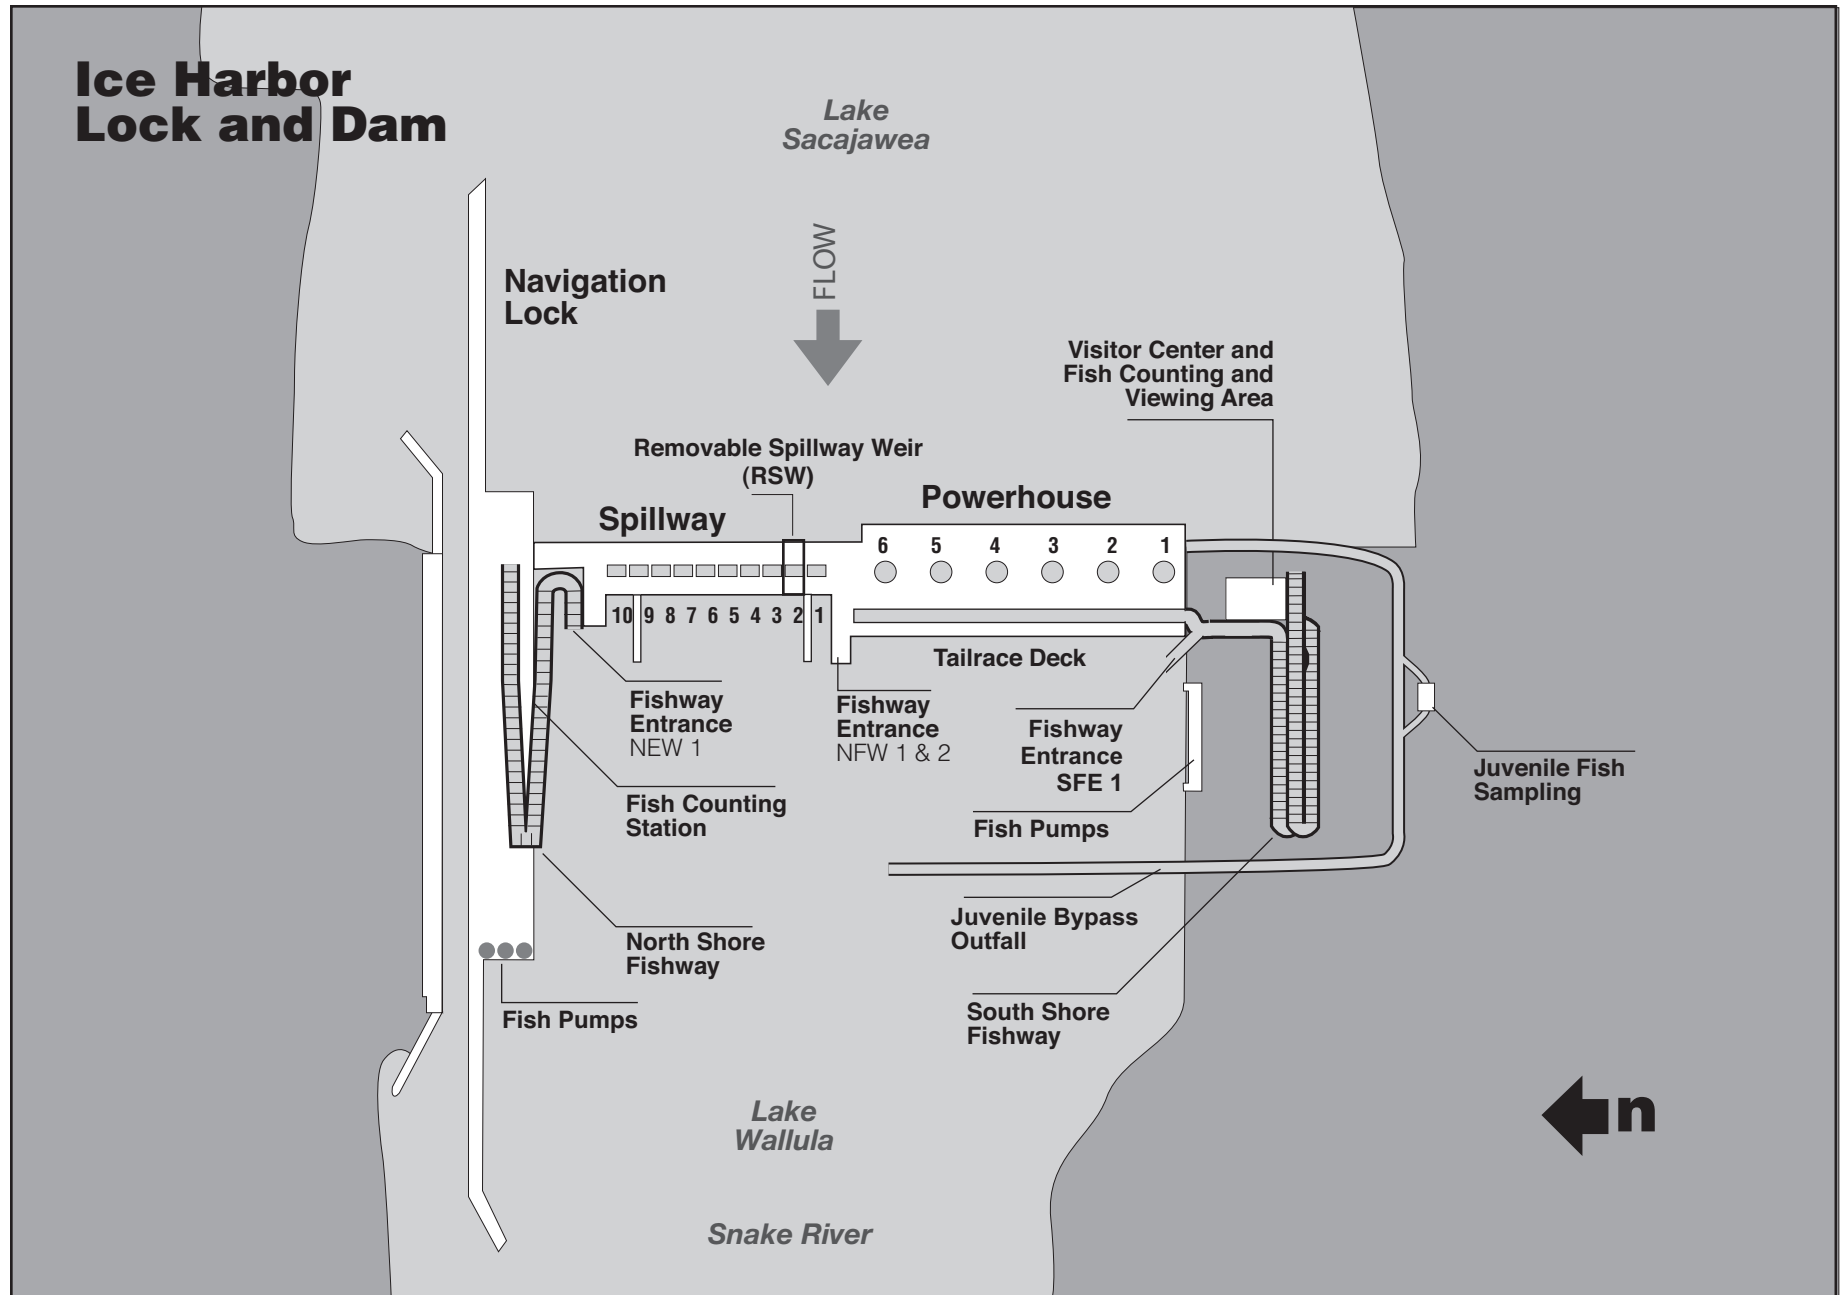 Ice Harbor
Lock and Dam
Lake
Sacajawea
FLOW
Navigation
Lock
Visitor Center and
Fish Counting and
Viewing Area
Removable Spillway Weir
(RSW)
Spillway
Powerhouse
6 5 4 3 2 1
10 9 8 7 6 5 4 3 2 1
Tailrace Deck
Fishway
Entrance
NEW 1
Fishway
Entrance
NFW 1 & 2
Fishway
Entrance
SFE 1
Juvenile Fish
Sampling
Fish Counting
Station
Fish Pumps
Juvenile Bypass
Outfall
North Shore
Fishway
South Shore
Fishway
Fish Pumps
Lake
Wallula
n
Snake River